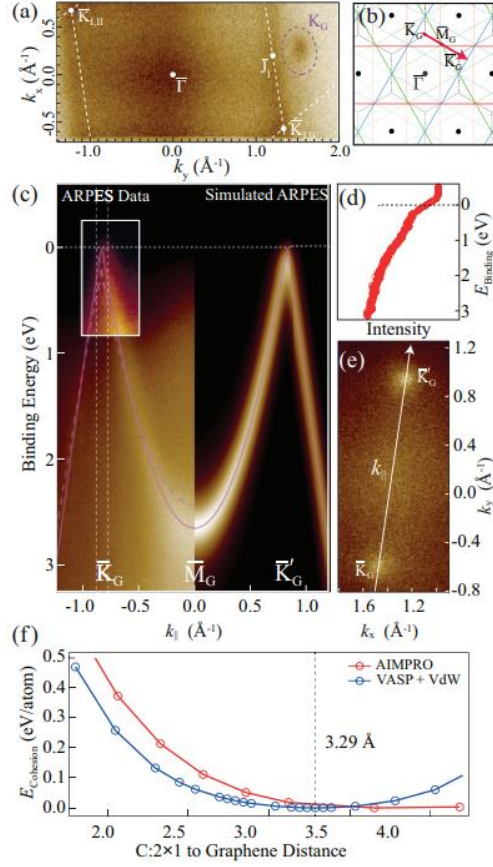 (a)
K̄I,II
KG
J̄I
Γ̄
K̄I,II
kx (Å-1)
0.5
0.0
-0.5
-1.0
0.0
1.0
ky (Å-1)
(b)
K̄G
M̄G
K̄G
Γ̄
(c)
ARPES Data
Simulated ARPES
Binding Energy (eV)
0
1
2
3
K̄G
M̄G
K̄′G
-1.0
-0.5
0.0
0.5
1.0
k|| (Å-1)
(d)
EBinding (eV)
0
1
2
3
Intensity
(e)
K̄′G
k||
K̄G
ky (Å-1)
1.2
0.8
0.4
0.0
-0.4
-0.8
1.6
1.2
kx (Å-1)
(f)
AIMPRO
VASP + VdW
3.29 Å
ECohesion (eV/atom)
0.5
0.4
0.3
0.2
0.1
0.0
2.0
2.5
3.0
3.5
4.0
C:2×1 to Graphene Distance